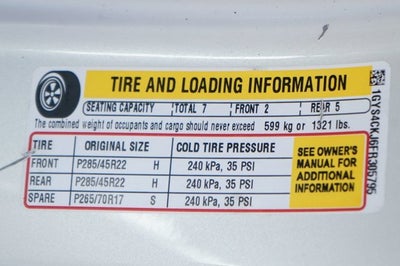 TIRE AND LOADING INFORMATION
SEATING CAPACITY TOTAL 7 FRONT 2 REAR 5
The combined weight of occupants and cargo should never exceed 599 kg or 1321 lbs.
TIRE ORIGINAL SIZE COLD TIRE PRESSURE
FRONT P285/45R22 H 240 kPa, 35 PSI
REAR P285/45R22 H 240 kPa, 35 PSI
SPARE P265/70R17 S 240 kPa, 35 PSI
SEE OWNER'S
MANUAL FOR
ADDITIONAL
INFORMATION